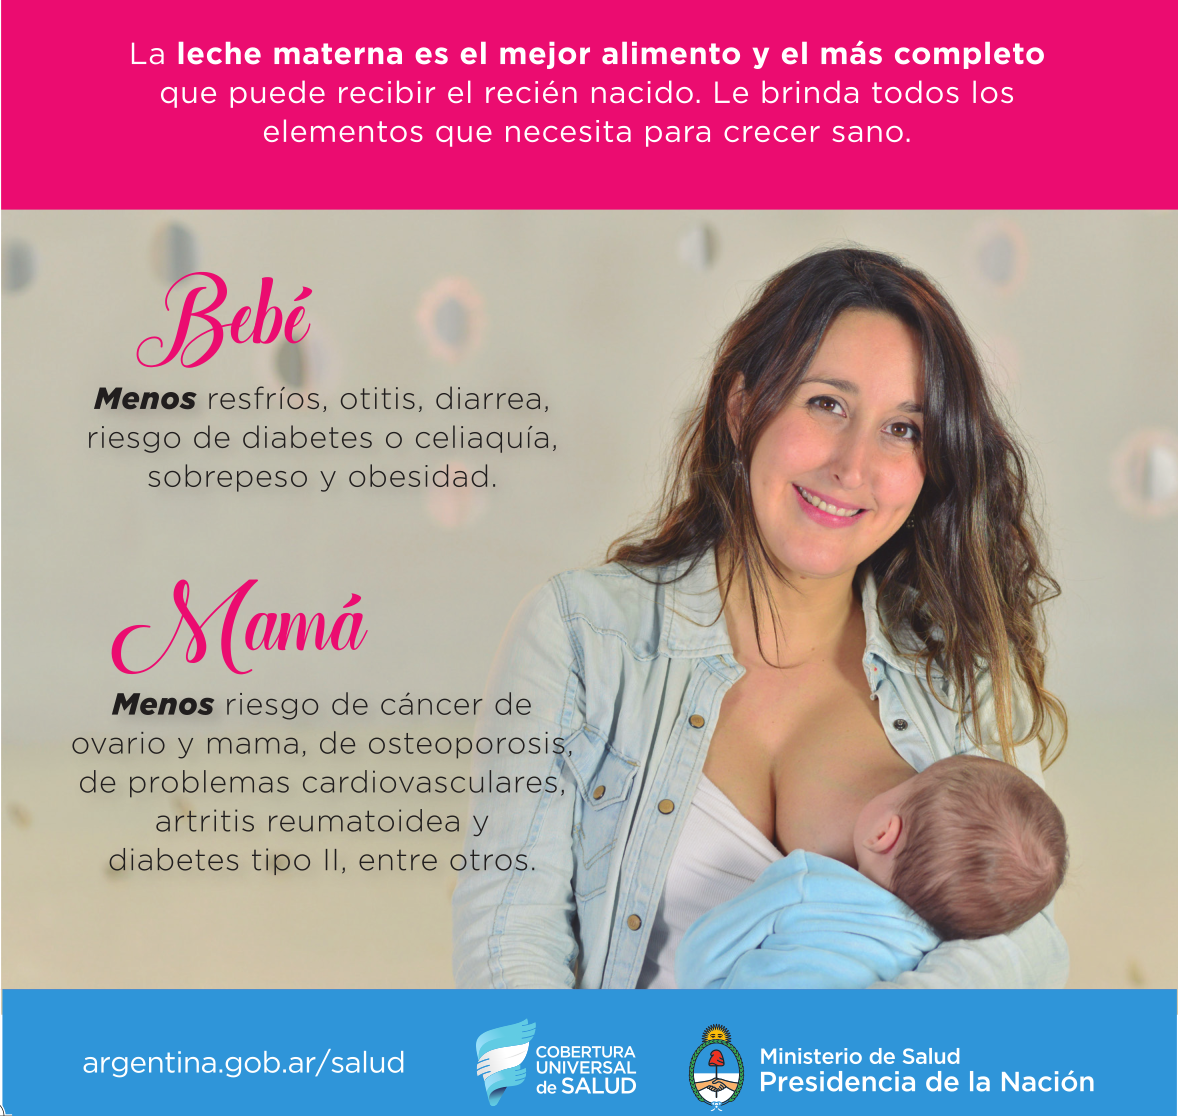 La leche materna es el mejor alimento y el más completo
que puede recibir el recién nacido. Le brinda todos los
elementos que necesita para crecer sano.
Bebé
Menos resfríos, otitis, diarrea,
riesgo de diabetes o celiaquía,
sobrepeso y obesidad.
Mamá
Menos riesgo de cáncer de
ovario y mama, de osteoporosis,
de problemas cardiovasculares,
artritis reumatoidea y
diabetes tipo II, entre otros.
argentina.gob.ar/salud
COBERTURA
UNIVERSAL
de SALUD
Ministerio de Salud
Presidencia de la Nación